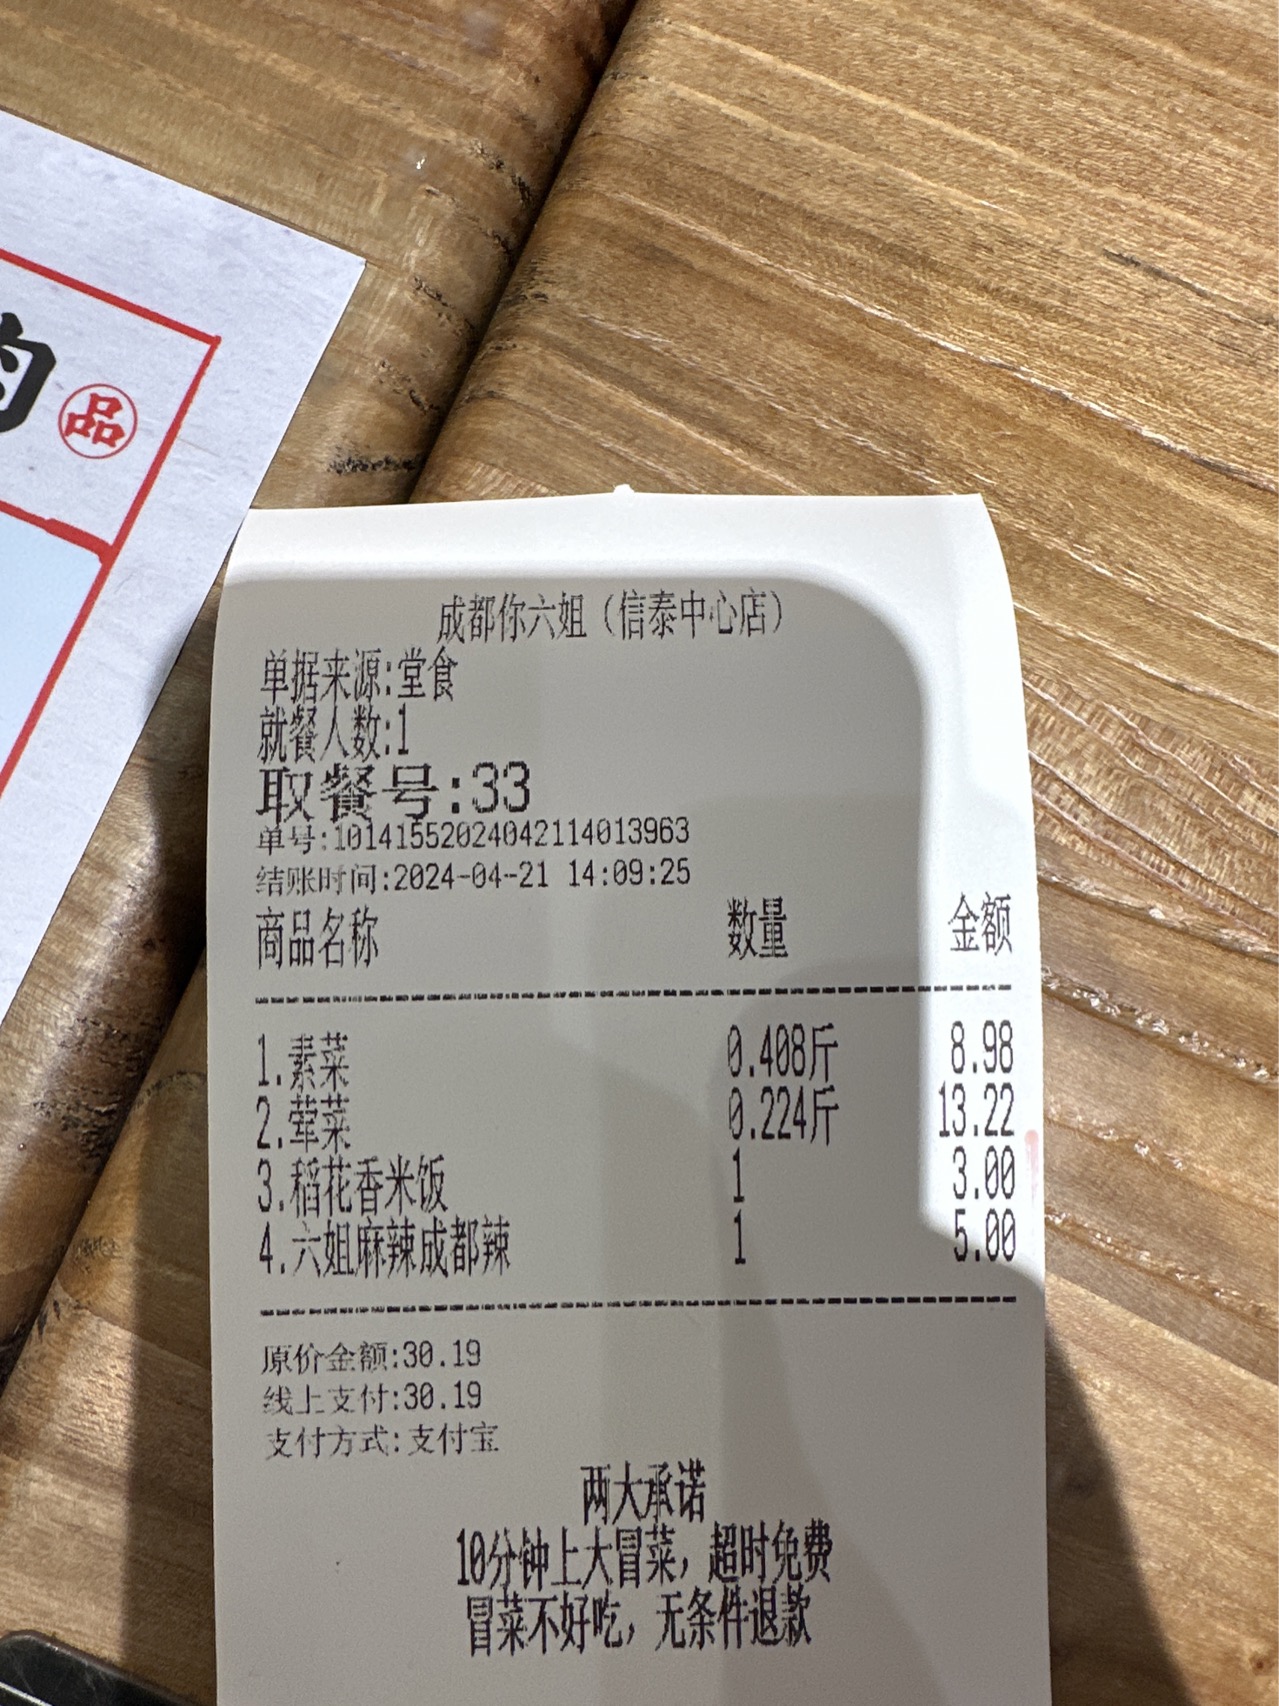 品
成都你六姐（信泰中心店）
单据来源:堂食
就餐人数:1
取餐号:33
单号:10141552024042114013963
结账时间:2024-04-21 14:09:25
商品名称 数量 金额
1.素菜 0.408斤 8.98
2.荤菜 0.224斤 13.22
3.稻花香米饭 1 3.00
4.六姐麻辣成都辣 1 5.00
原价金额:30.19
线上支付:30.19
支付方式:支付宝
两大承诺
10分钟上大冒菜，超时免费
冒菜不好吃，无条件退款